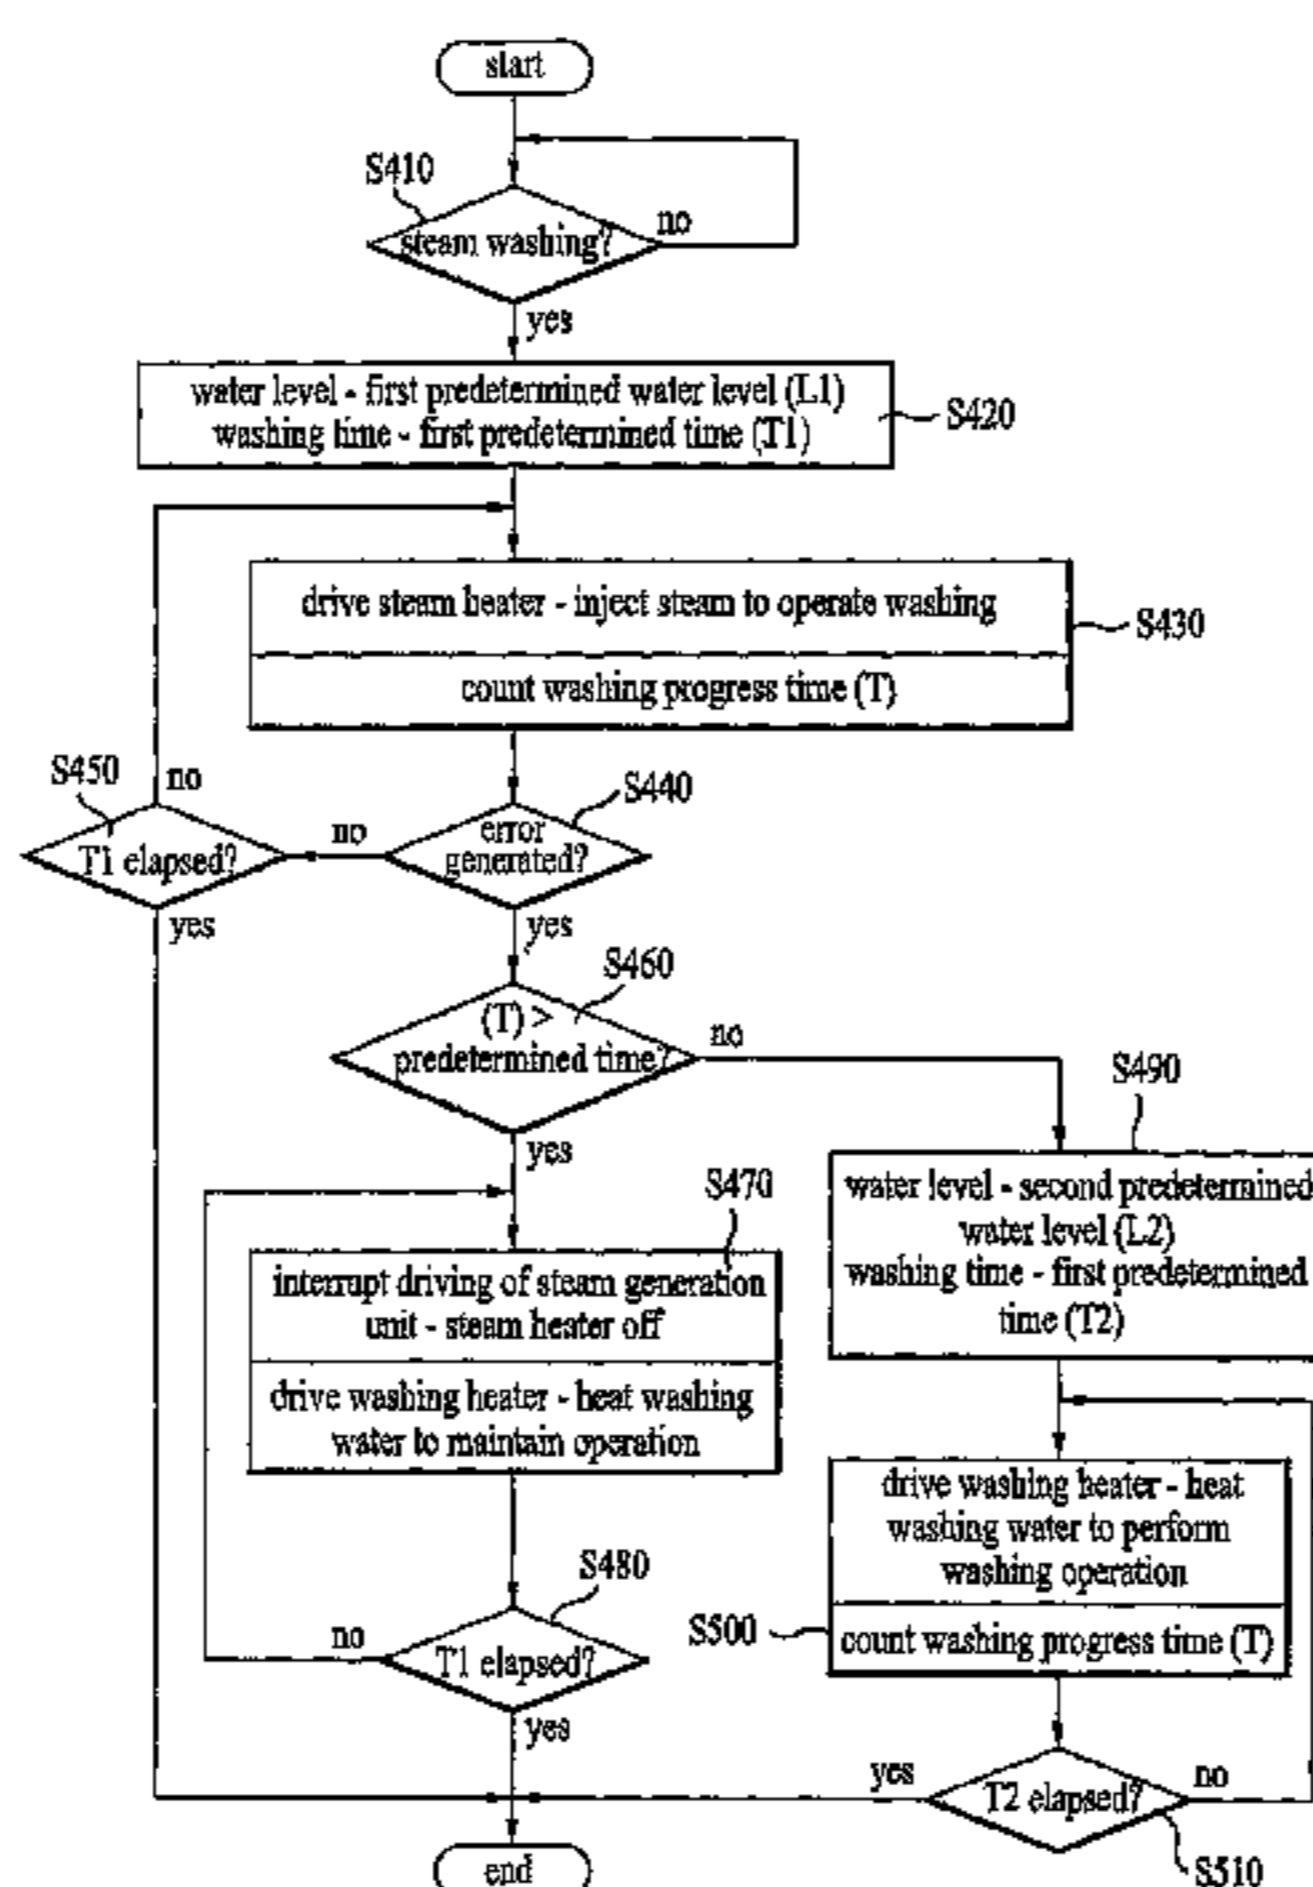 start
S410
steam washing?
no
yes
water level - first predetermined water level (L1)
washing time - first predetermined time (T1)
S420
drive steam heater - inject steam to operate washing
S430
count washing progress time (T)
S450
no
S440
T1 elapsed?
no
error
generated?
yes
yes
S460
(T) >
predetermined time?
no
yes
S490
water level - second predetermined
water level (L2)
washing time - first predetermined
time (T2)
S470
interrupt driving of steam generation
unit - steam heater off
drive washing heater - heat washing
water to maintain operation
drive washing heater - heat
washing water to perform
washing operation
S500
count washing progress time (T)
S480
no
T1 elapsed?
yes
yes
T2 elapsed?
no
S510
end